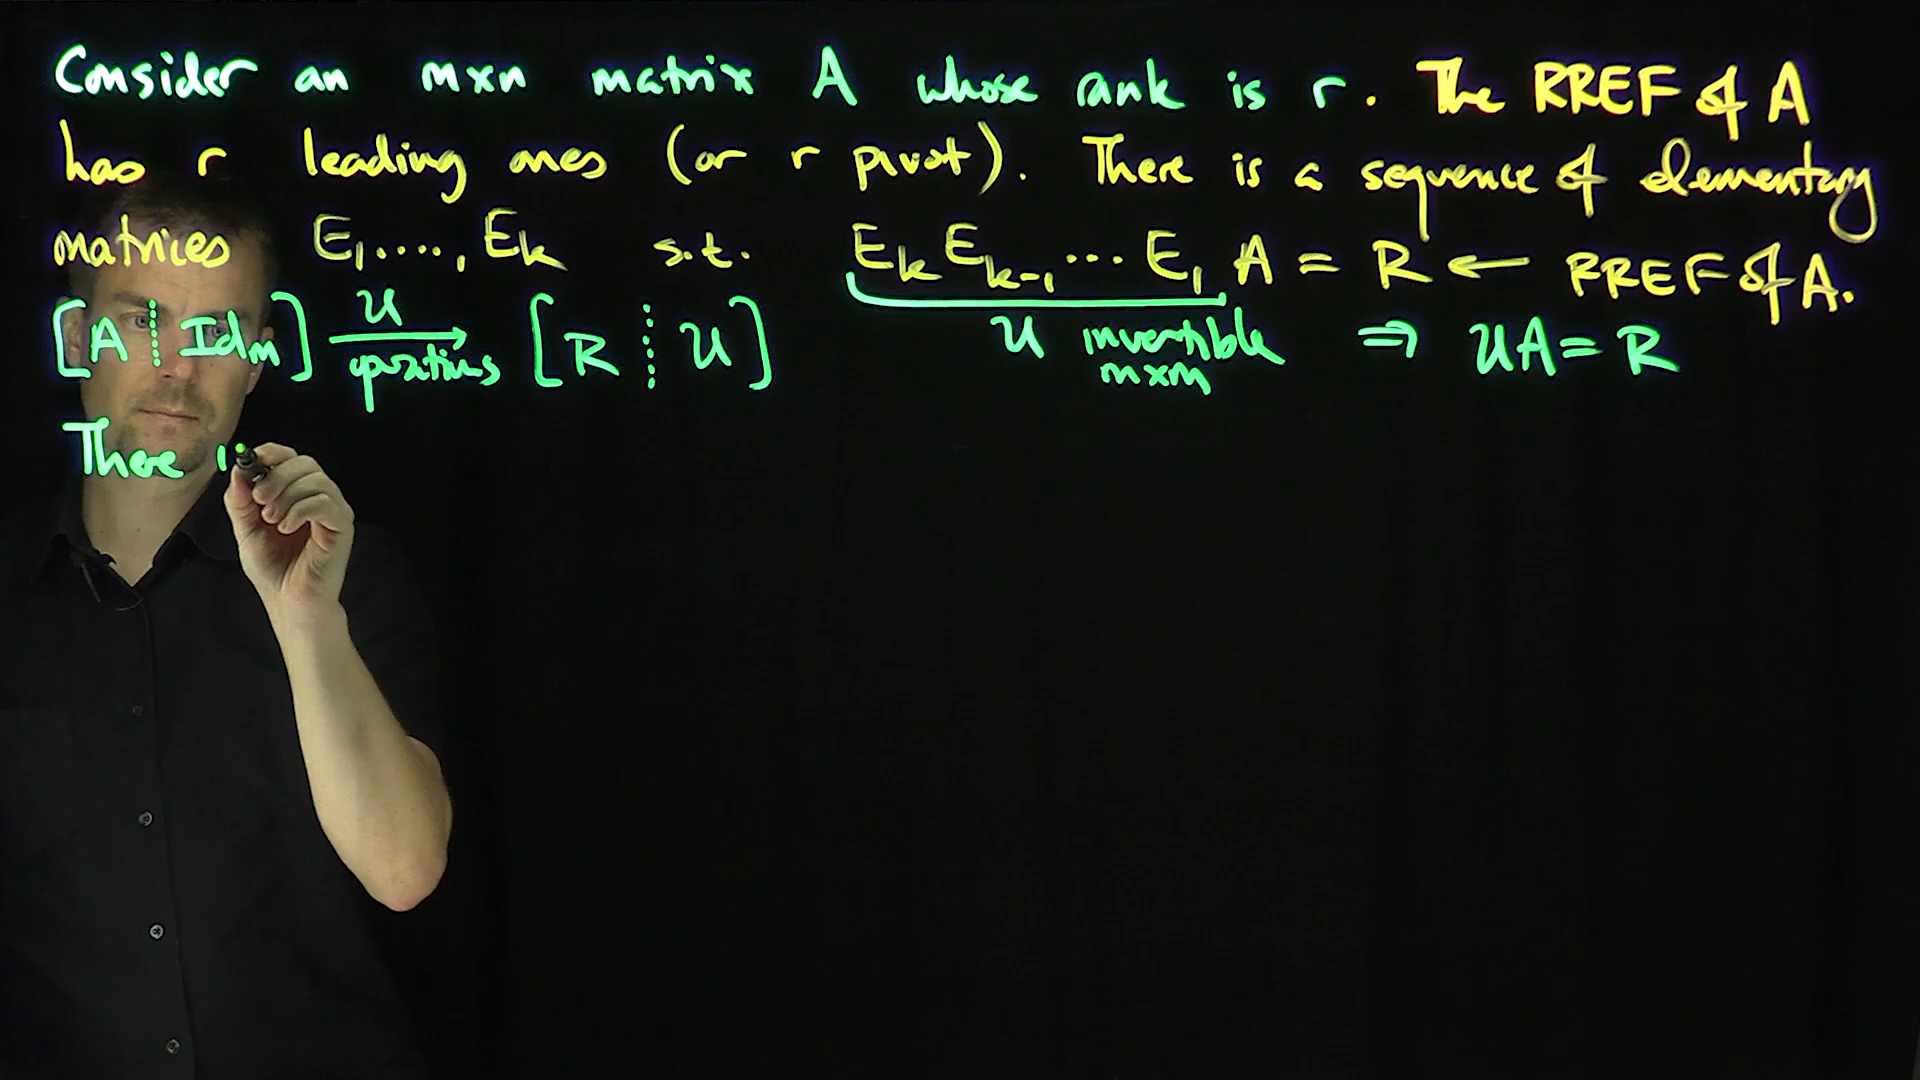 Consider an mxn matrix A whose rank is r. The RREF of A
has r leading ones (or r pivot). There is a sequence of elementary
matrices E₁,...., Eₖ s.t. EₖEₖ₋₁...E₁A = R ← RREF of A.
[A ⋮ Idₘ] →^U operations [R ⋮ U] U invertible mxm ⇒ UA = R
There i